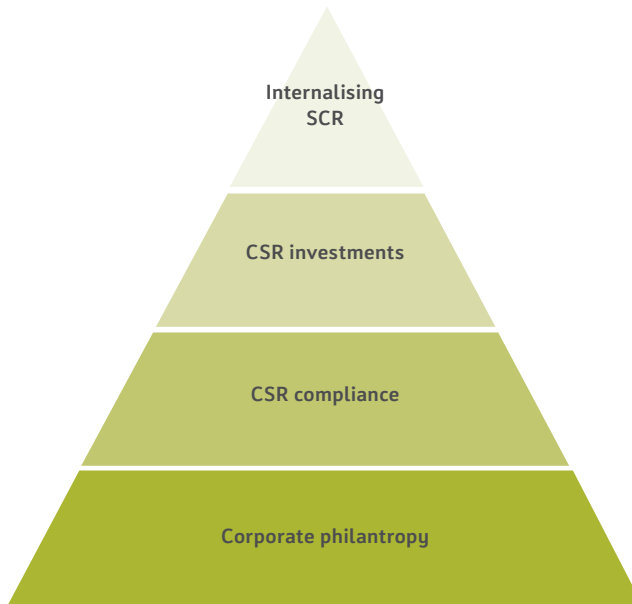 Internalising
SCR
CSR investments
CSR compliance
Corporate philantropy